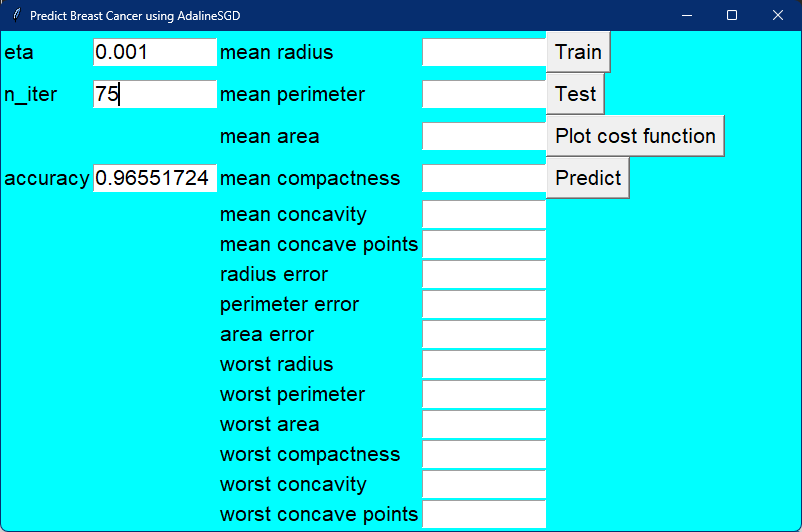 Predict Breast Cancer using AdalineSGD
eta 0.001 mean radius Train
n_iter 75 mean perimeter Test
mean area Plot cost function
accuracy 0.96551724 mean compactness Predict
mean concavity
mean concave points
radius error
perimeter error
area error
worst radius
worst perimeter
worst area
worst compactness
worst concavity
worst concave points